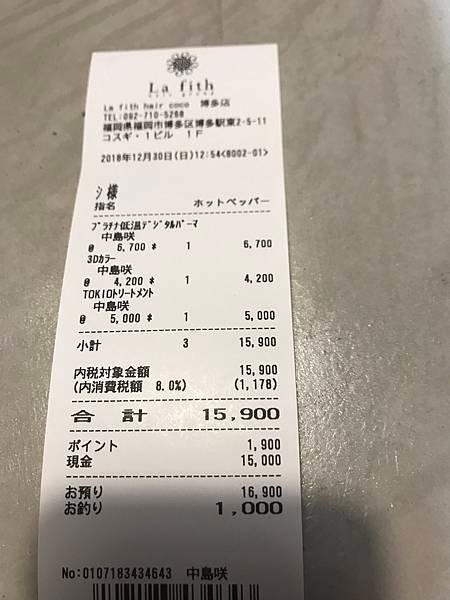 La fith
hair group
La fith hair coco 博多店
TEL:092-710-5288
福岡県福岡市博多区博多駅東2-5-11
コスギ・1ビル 1F
2018年12月30日(日)12:54<8002-01>
ｼﾞ 様
指名 ホットペッパー
ﾌﾟﾗﾁﾅ低温ﾃﾞｼﾞﾀﾙﾊﾟｰﾏ
中島咲
@ 6,700 * 1 6,700
3Dｶﾗｰ
中島咲
@ 4,200 * 1 4,200
TOKIOﾄﾘｰﾄﾒﾝﾄ
中島咲
@ 5,000 * 1 5,000
小計 3 15,900
内税対象金額 15,900
(内消費税額 8.0%) (1,178)
合計 15,900
ポイント 1,900
現金 15,000
お預り 16,900
お釣り 1,000
No:0107183434643 中島咲